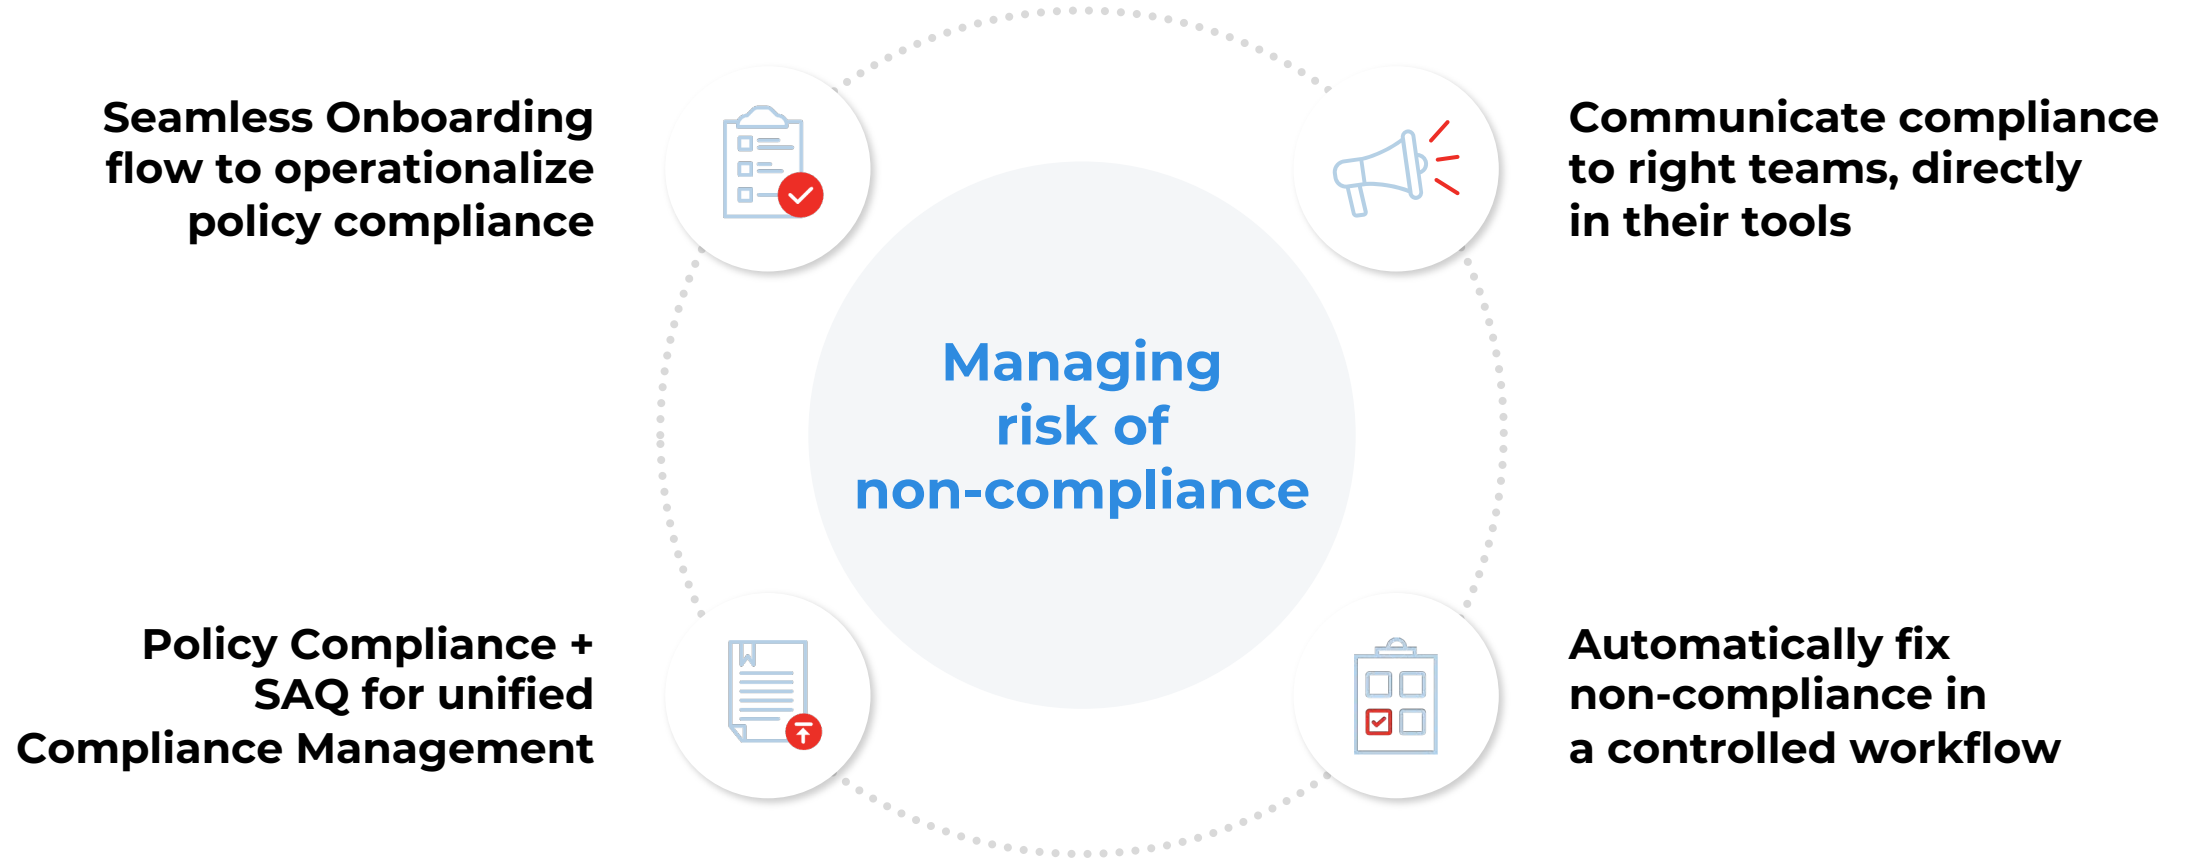 Seamless Onboarding
flow to operationalize
policy compliance
Communicate compliance
to right teams, directly
in their tools
Managing
risk of
non-compliance
Policy Compliance +
SAQ for unified
Compliance Management
Automatically fix
non-compliance in
a controlled workflow